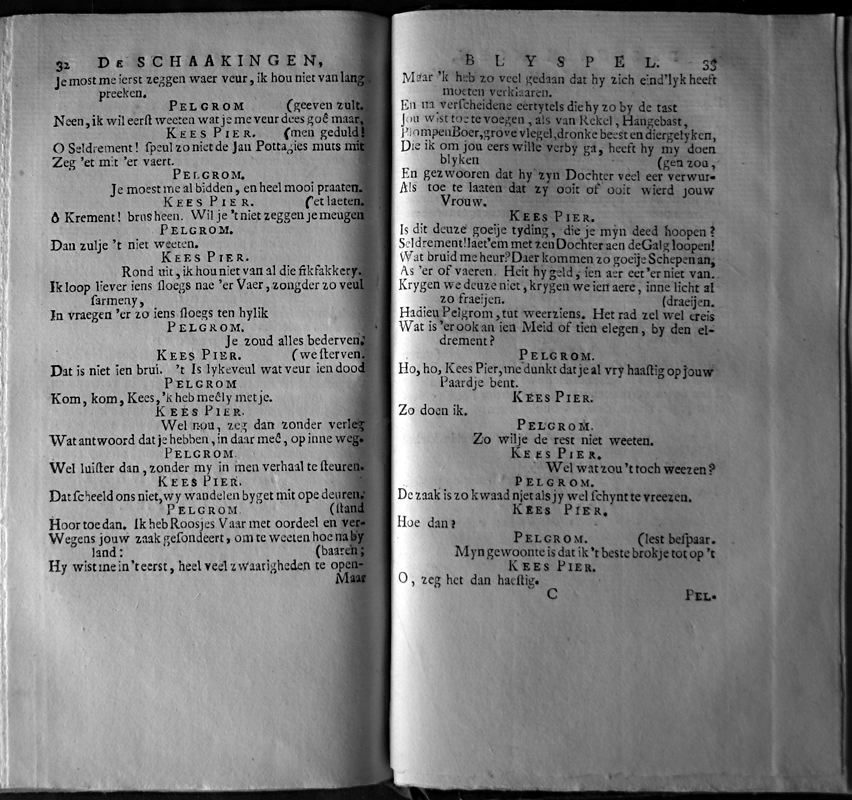 32 DE SCHAAKINGEN,
Je most me ierst zeggen waer veur, ik hou niet van lang
preeken.
PELGROM (geeven zult.
Neen, ik wil eerst weeten wat je me veur dees goê maar,
KEES PIER. (men geduld!
O Seldrement! speul zo niet de Jan Pottagies muts mit
Zeg 'et mit 'er vaert.
PELGROM.
Je moest me al bidden, en heel mooi praaten.
KEES PIER. (et laeten.
ô Krement! brus heen. Wil je 't niet zeggen je meugen
PELGROM.
Dan zulje 't niet weeten.
KEES PIER.
Rond uit, ik hou niet van al die fikfakkery.
Ik loop liever iens sloegs nae 'er Vaer, zongder zo veul
farmeny,
In vraegen 'er zo iens sloegs ten hylik
PELGROM.
Je zoud alles bederven.
KEES PIER. (we sterven.
Dat is niet ien brui. 't Is lykeveul wat veur ien dood
PELGROM
Kom, kom, Kees, 'k heb meêly met je.
KEES PIER.
Wel nou, zeg dan zonder verlet
Wat antwoord dat je hebben, in daar meê, op inne weg.
PELGROM.
Wel luister dan, zonder my in men verhaal te steuren.
KEES PIER.
Dat scheeld ons niet, wy wandelen byget mit ope deuren.
PELGROM (stand
Hoor toe dan. Ik heb Roosjes Vaar met oordeel en ver-
Wegens jouw zaak gesondeert, om te weeten hoe na by
land: (baaren;
Hy wist me in 't eerst, heel veel zwaarigheden te open-
Maar
BLYSPEL. 33
Maar 'k heb zo veel gedaan dat hy zich eind'lyk heeft
moeten verklaaren.
En na verscheidene eertytels die hy zo by de tast
Jou wist toe te voegen, als van Rekel, Hangebast,
Plompen Boer, grove vlegel, dronke beest en diergelyken,
Die ik om jou eers wille verby ga, heeft hy my doen
blyken (gen zou,
En gezwooren dat hy zyn Dochter veel eer verwur-
Als toe te laaten dat zy ooit of ooit wierd jouw
Vrouw.
KEES PIER.
Is dit deuze goeije tyding, die je myn deed hoopen?
Seldrement! laet'em met zen Dochter aen de Galg loopen!
Wat bruid me heur? Daer kommen zo goeije Schepen an,
As 'er of vaeren. Heit hy geld, ien aer eet 'er niet van.
Krygen we deuze niet, krygen we ien aere, inne licht al
zo fraeijen. (draeijen.
Hadieu Pelgrom, tut weerziens. Het rad zel wel ereis
Wat is 'er ook an ien Meid of tien elegen, by den el-
drement?
PELGROM.
Ho, ho, Kees Pier, me dunkt dat je al vry haastig op jouw
Paardje bent.
KEES PIER.
Zo doen ik.
PELGROM.
Zo wilje de rest niet weeten.
KEES PIER.
Wel wat zou 't toch weezen?
PELGROM.
De zaak is zo kwaad niet als jy wel schynt te vreezen.
KEES PIER.
Hoe dan?
PELGROM. (lest bespaar.
Myn gewoonte is dat ik 't beste brokje tot op 't
KEES PIER.
O, zeg het dan haestig.
C PEL-